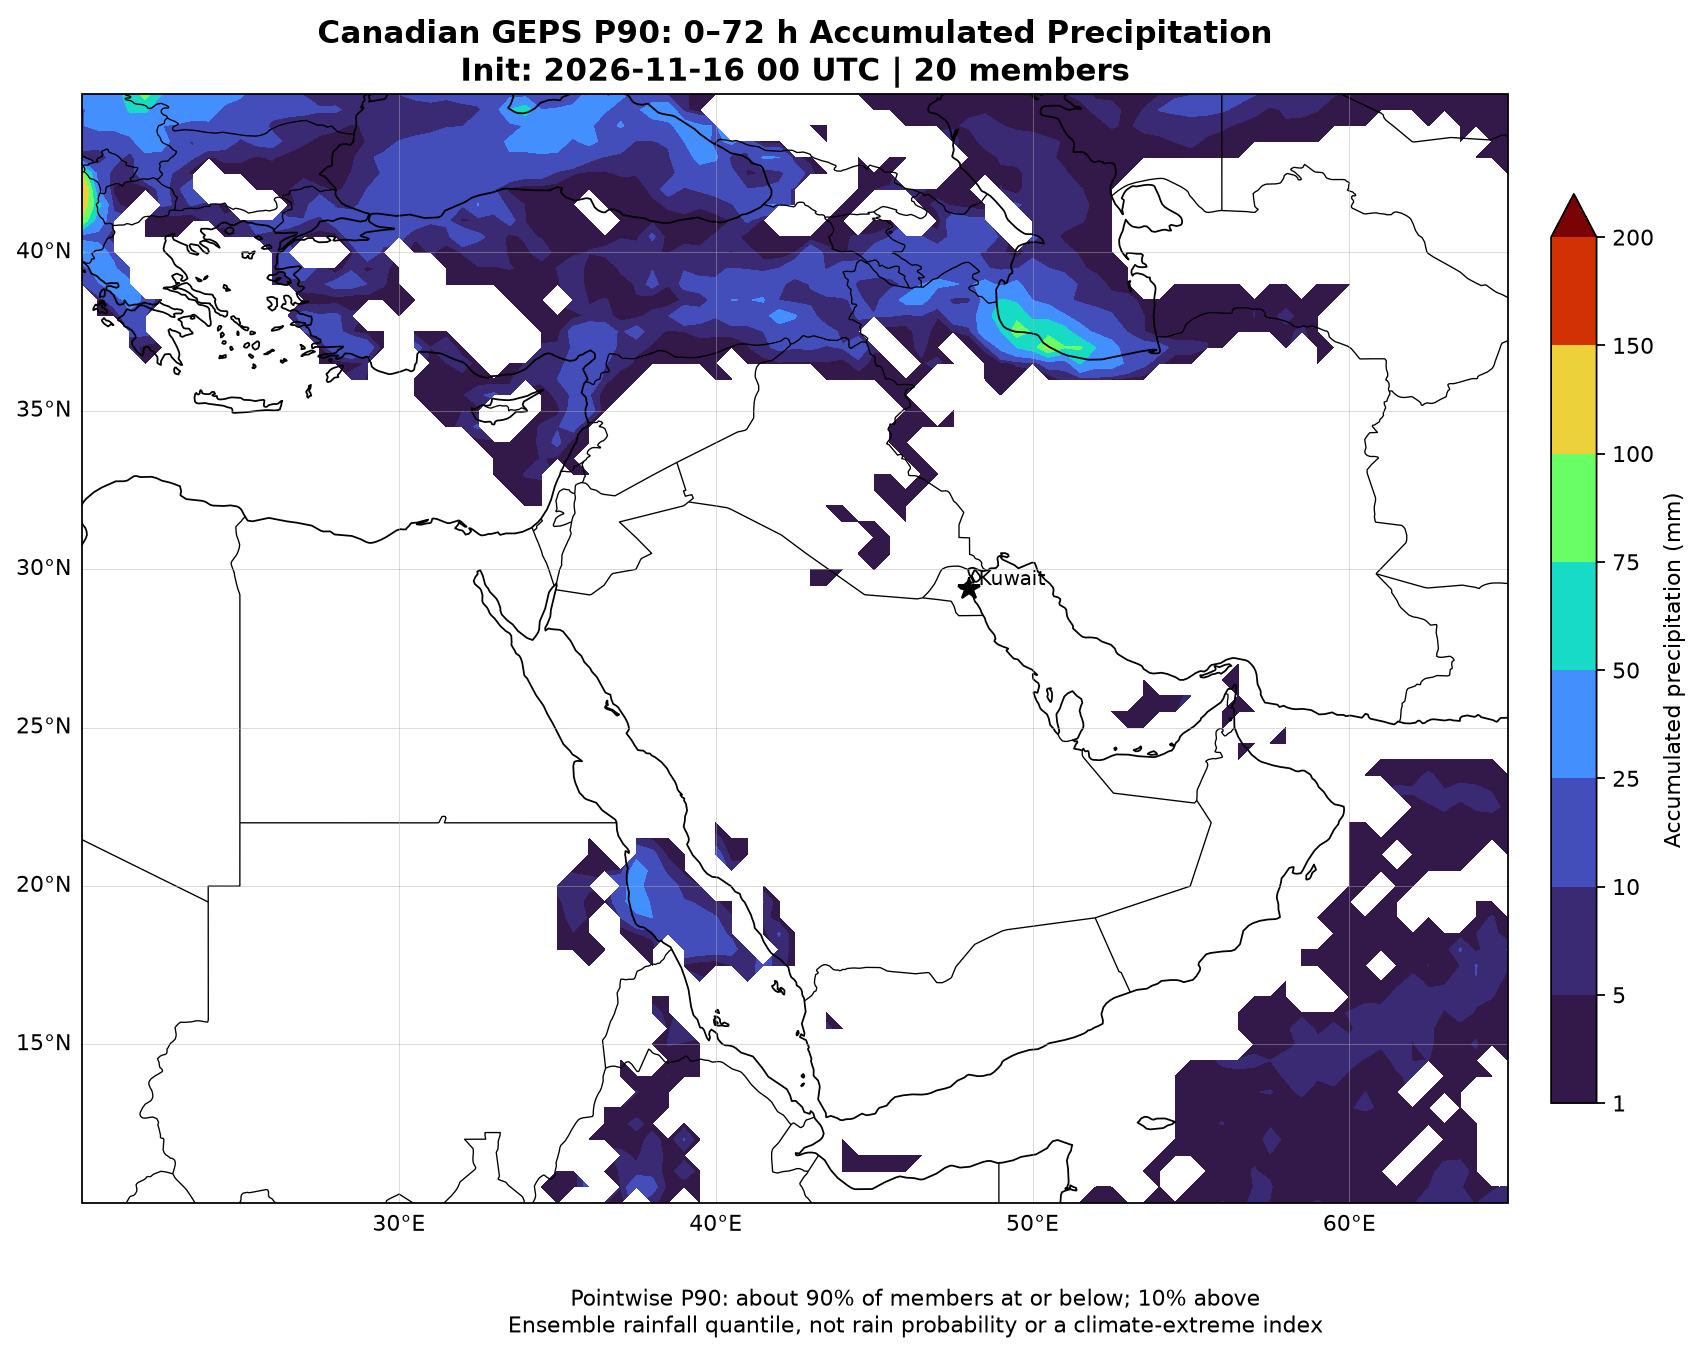 Canadian GEPS P90: 0–72 h Accumulated Precipitation
Init: 2026-11-16 00 UTC | 20 members
40°N
35°N
30°N
25°N
20°N
15°N
Kuwait
30°E
40°E
50°E
60°E
200
150
100
75
50
25
10
5
1
Accumulated precipitation (mm)
Pointwise P90: about 90% of members at or below; 10% above
Ensemble rainfall quantile, not rain probability or a climate-extreme index